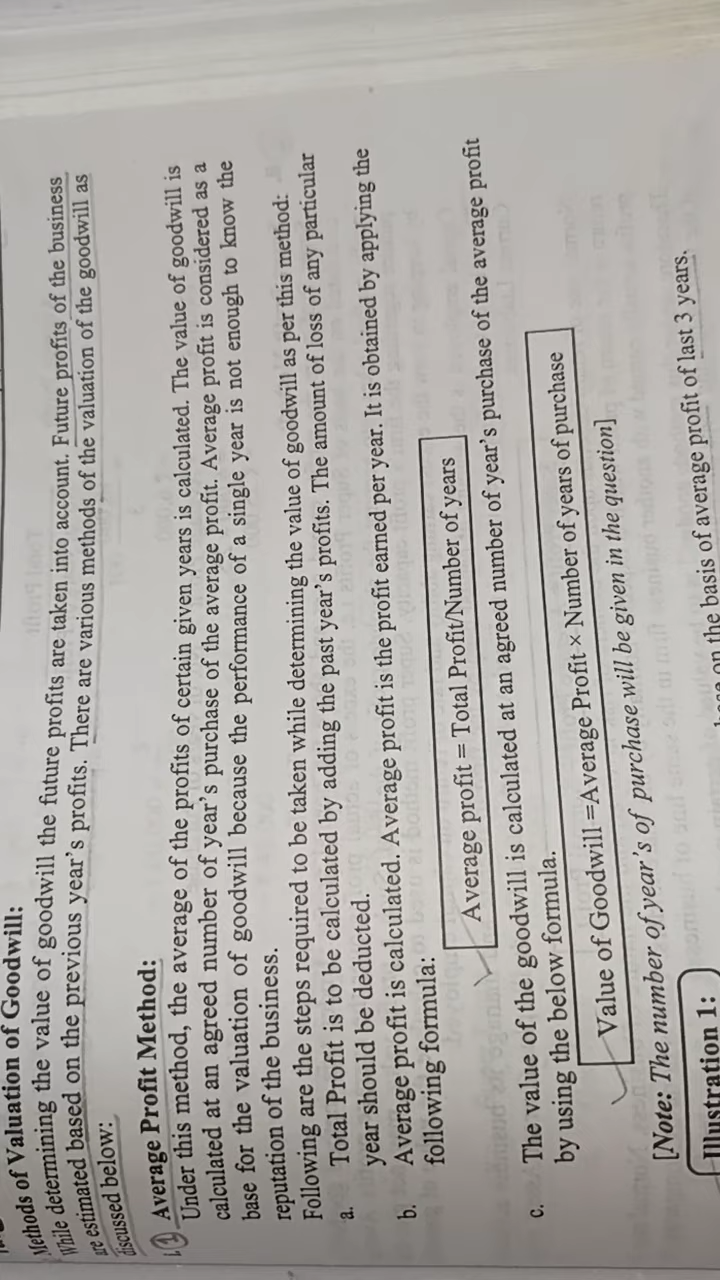 Methods of Valuation of Goodwill:
While determining the value of goodwill the future profits are taken into account. Future profits of the business
are estimated based on the previous year's profits. There are various methods of the valuation of the goodwill as
discussed below:
1. Average Profit Method:
Under this method, the average of the profits of certain given years is calculated. The value of goodwill is
calculated at an agreed number of year's purchase of the average profit. Average profit is considered as a
base for the valuation of goodwill because the performance of a single year is not enough to know the
reputation of the business.
Following are the steps required to be taken while determining the value of goodwill as per this method:
a. Total Profit is to be calculated by adding the past year's profits. The amount of loss of any particular
year should be deducted.
b. Average profit is calculated. Average profit is the profit earned per year. It is obtained by applying the
following formula:
Average profit = Total Profit/Number of years
c. The value of the goodwill is calculated at an agreed number of year's purchase of the average profit
by using the below formula.
Value of Goodwill =Average Profit × Number of years of purchase
[Note: The number of year's of purchase will be given in the question]
Illustration 1:
on the basis of average profit of last 3 years.